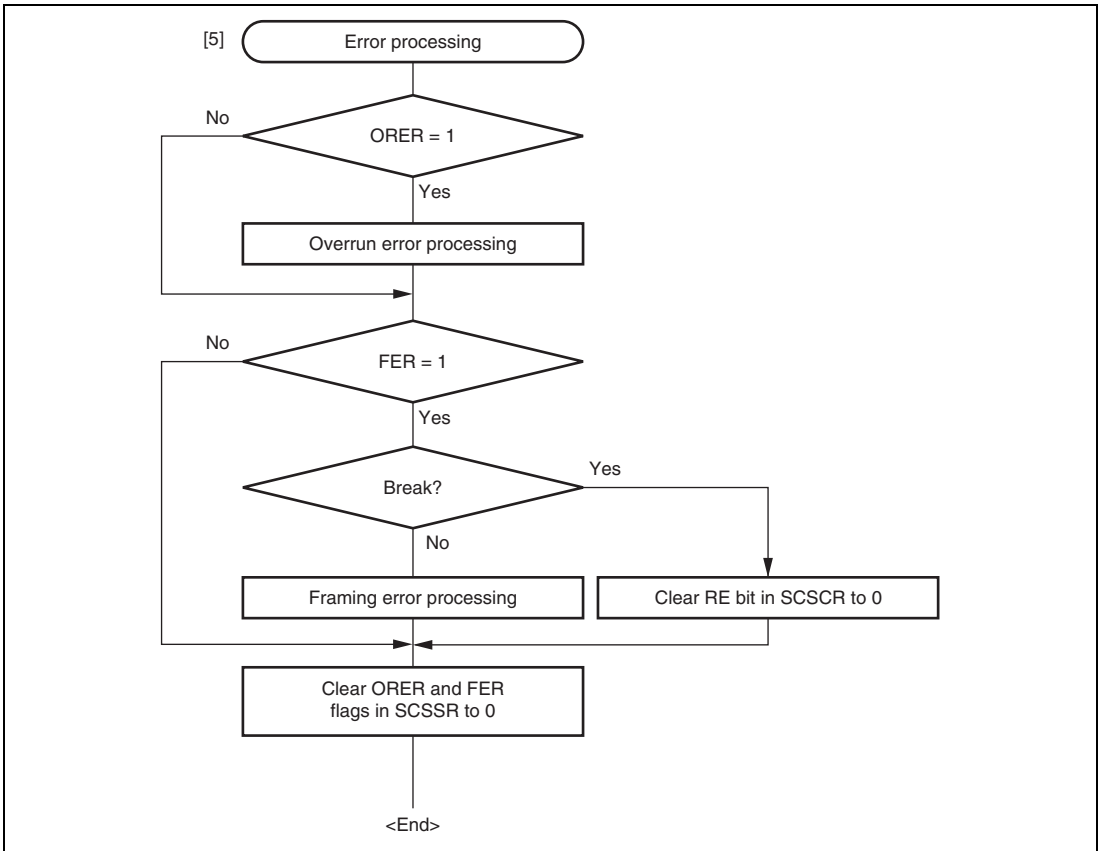 [5]
Error processing
No
ORER = 1
Yes
Overrun error processing
No
FER = 1
Yes
Break?
Yes
No
Framing error processing
Clear RE bit in SCSCR to 0
Clear ORER and FER
flags in SCSSR to 0
<End>